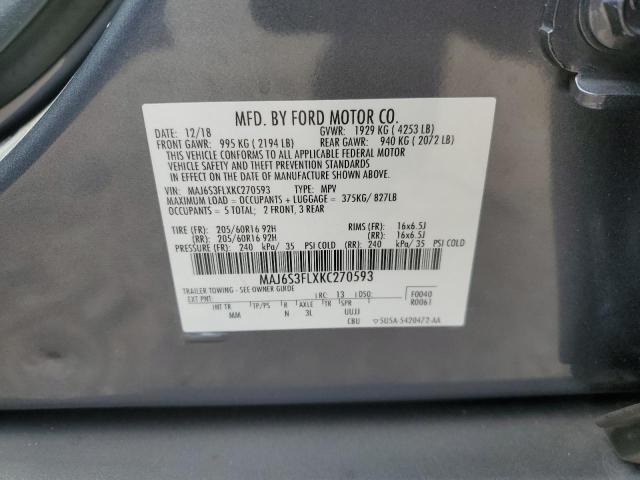 MFD. BY FORD MOTOR CO.
DATE: 12/18 GVWR: 1929 KG ( 4253 LB)
FRONT GAWR: 995 KG ( 2194 LB) REAR GAWR: 940 KG ( 2072 LB)
THIS VEHICLE CONFORMS TO ALL APPLICABLE FEDERAL MOTOR
VEHICLE SAFETY AND THEFT PREVENTION STANDARDS
IN EFFECT ON THE DATE OF MANUFACTURE SHOWN ABOVE.
VIN: MAJ6S3FLXKC270593 TYPE: MPV
MAXIMUM LOAD = OCCUPANTS + LUGGAGE = 375KG/ 827LB
OCCUPANTS = 5 TOTAL; 2 FRONT, 3 REAR
TIRE (FR): 205/60R16 92H RIMS (FR): 16x6.5J
(RR): 205/60R16 92H (RR): 16x6.5J
PRESSURE (FR): 240 kPa/ 35 PSI COLD (RR): 240 kPa/ 35 PSI COLD
MAJ6S3FLXKC270593
TRAILER TOWING - SEE OWNER GUIDE
EXT PNT: RC: 13 DSO: F0040
R0061
INT TR TP/PS R AXLE TR SPR
MM N 3L UUJJ
CBU 5USA-5420472-AA